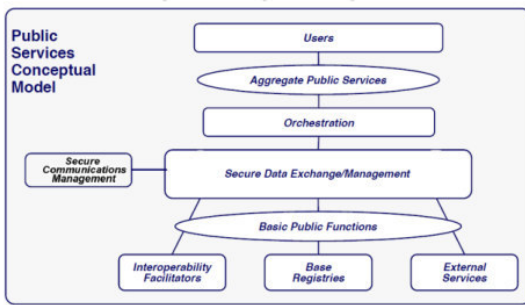 Public
Services
Conceptual
Model
Users
Aggregate Public Services
Orchestration
Secure
Communications
Management
Secure Data Exchange/Management
Basic Public Functions
Interoperability
Facilitators
Base
Registries
External
Services